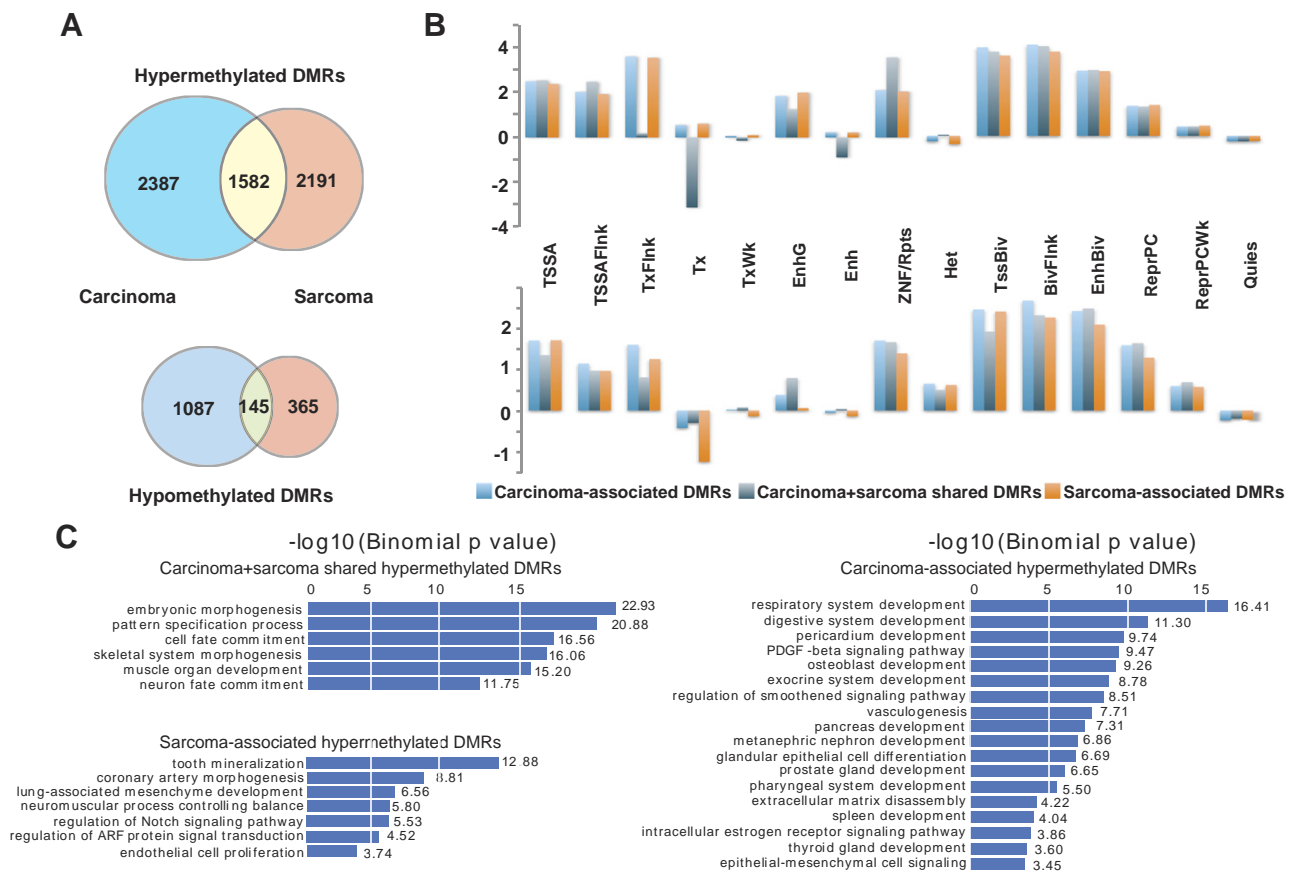 A
Hypermethylated DMRs
2387
1582
2191
Carcinoma
Sarcoma
1087
145
365
Hypomethylated DMRs
B
4
2
0
-2
-4
TSSA
TSSAFlnk
TxFlnk
Tx
TxWk
EnhG
Enh
ZNF/Rpts
Het
TssBiv
BivFlnk
EnhBiv
ReprPC
ReprPCWk
Quies
2
1
0
-1
Carcinoma-associated DMRs
Carcinoma+sarcoma shared DMRs
Sarcoma-associated DMRs
C
-log10(Binomial p value)
Carcinoma+sarcoma shared hypermethylated DMRs
0 5 10 15
embryonic morphogenesis 22.93
pattern specification process 20.88
cell fate commitment 16.56
skeletal system morphogenesis 16.06
muscle organ development 15.20
neuron fate commitment 11.75
Sarcoma-associated hypermethylated DMRs
tooth mineralization 12.88
coronary artery morphogenesis 8.81
lung-associated mesenchyme development 6.56
neuromuscular process controlling balance 5.80
regulation of Notch signaling pathway 5.53
regulation of ARF protein signal transduction 4.52
endothelial cell proliferation 3.74
-log10(Binomial p value)
Carcinoma-associated hypermethylated DMRs
0 5 10 15
respiratory system development 16.41
digestive system development 11.30
pericardium development 9.74
PDGF-beta signaling pathway 9.47
osteoblast development 9.26
exocrine system development 8.78
regulation of smoothened signaling pathway 8.51
vasculogenesis 7.71
pancreas development 7.31
metanephric nephron development 6.86
glandular epithelial cell differentiation 6.69
prostate gland development 6.65
pharyngeal system development 5.50
extracellular matrix disassembly 4.22
spleen development 4.04
intracellular estrogen receptor signaling pathway 3.86
thyroid gland development 3.60
epithelial-mesenchymal cell signaling 3.45